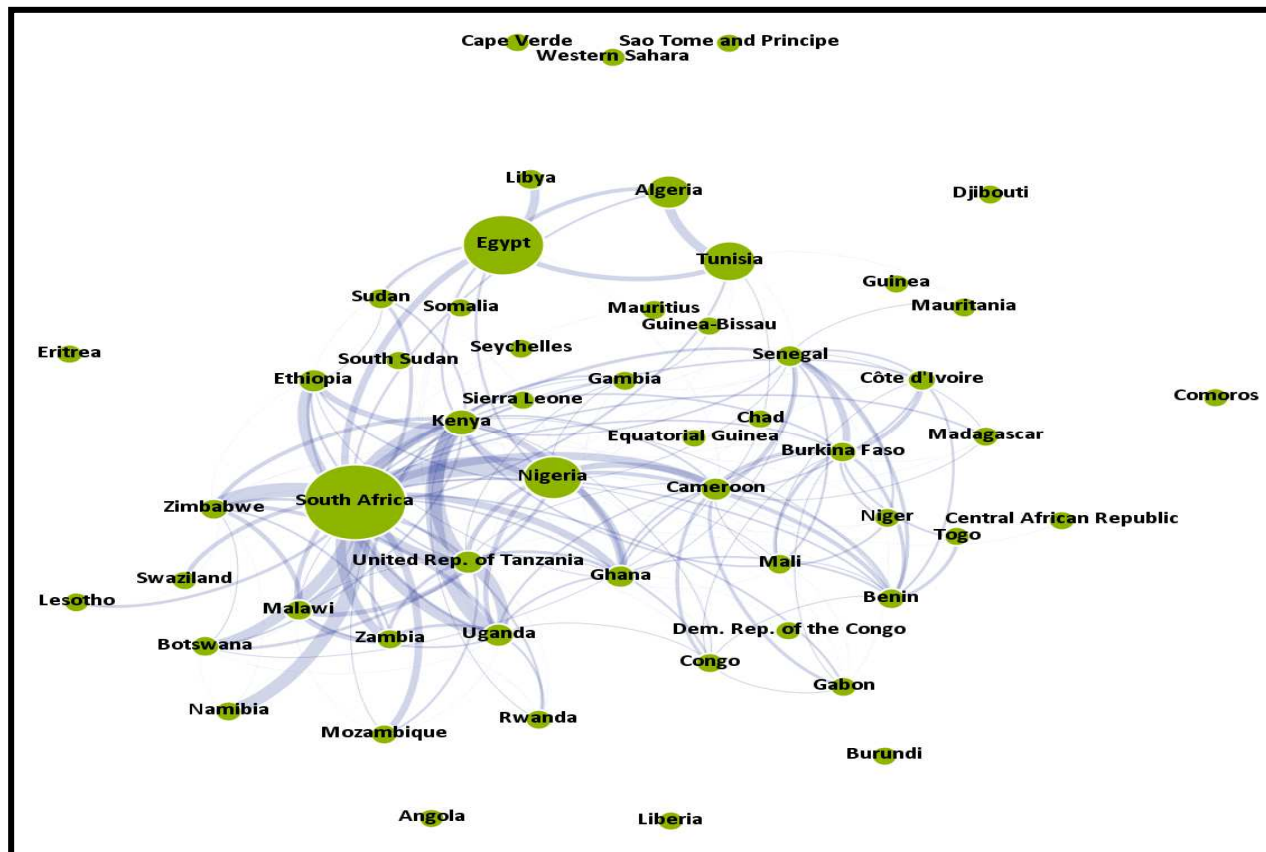 Cape Verde
Sao Tome and Principe
Western Sahara
Libya
Algeria
Djibouti
Egypt
Tunisia
Guinea
Sudan
Somalia
Mauritius
Mauritania
Guinea-Bissau
Eritrea
South Sudan
Seychelles
Senegal
Ethiopia
Gambia
Côte d'Ivoire
Sierra Leone
Comoros
Kenya
Chad
Equatorial Guinea
Madagascar
Burkina Faso
Nigeria
Cameroon
South Africa
Zimbabwe
Niger
Central African Republic
Togo
United Rep. of Tanzania
Mali
Swaziland
Ghana
Lesotho
Malawi
Benin
Zambia
Uganda
Dem. Rep. of the Congo
Botswana
Congo
Gabon
Namibia
Rwanda
Mozambique
Burundi
Angola
Liberia